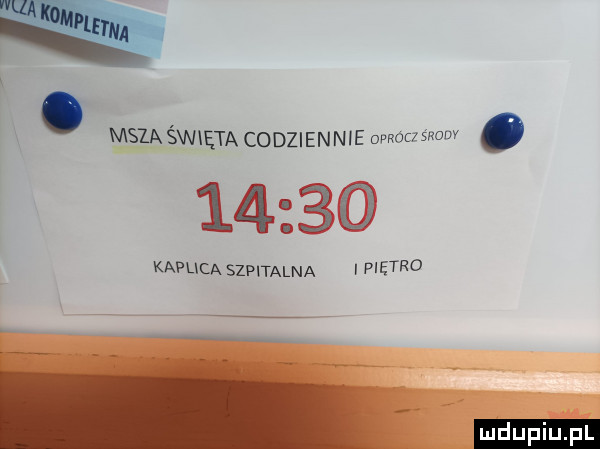 KOMPLETNA
MSZA ŚWIĘTA CODZIENNIE OPRÓCZ ŚRODY
14:30
KAPLICA SZPITALNA I PIĘTRO
mdupiu.pl